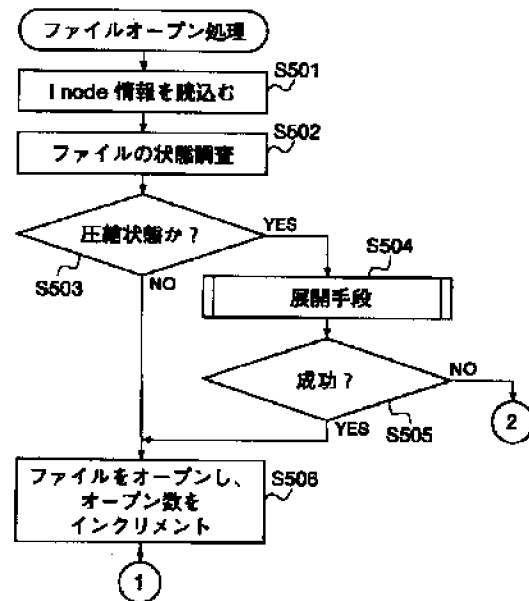 ファイルオープン処理
I node 情報を読込む
S501
ファイルの状態調査
S502
圧縮状態か？
YES
S503
NO
S504
展開手段
成功？
NO
YES
S505
2
ファイルをオープンし、
オープン数を
インクリメント
S506
1